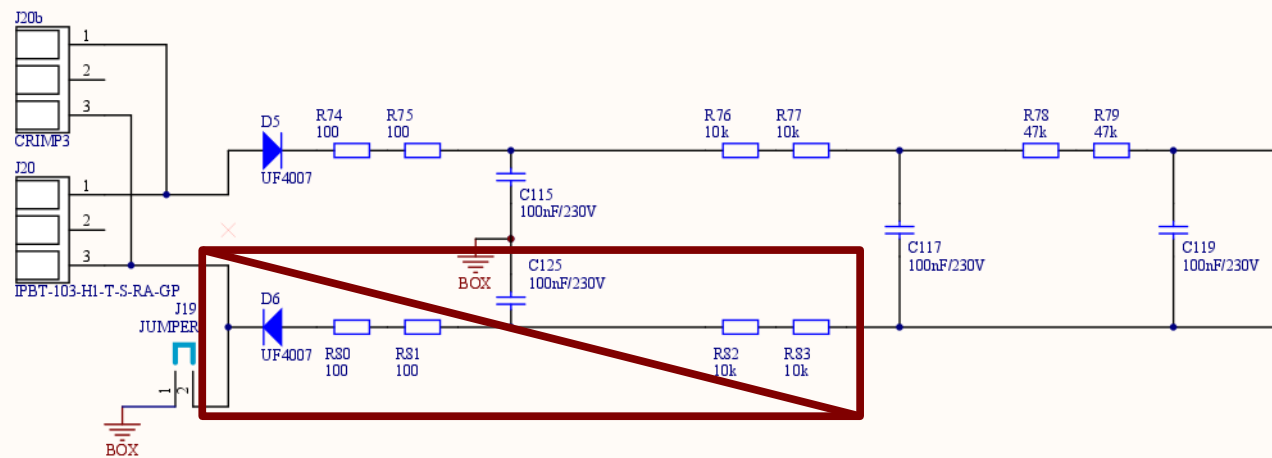 J20b
1
2
3
CRIMP3
J20
1
2
3
IPBT-103-H1-T-S-RA-GP
J19
JUMPER
1
2
BOX
D5
UF4007
R74
100
R75
100
C115
100nF/230V
BOX
C125
100nF/230V
D6
UF4007
R80
100
R81
100
R76
10k
R77
10k
R82
10k
R83
10k
C117
100nF/230V
R78
47k
R79
47k
C119
100nF/230V